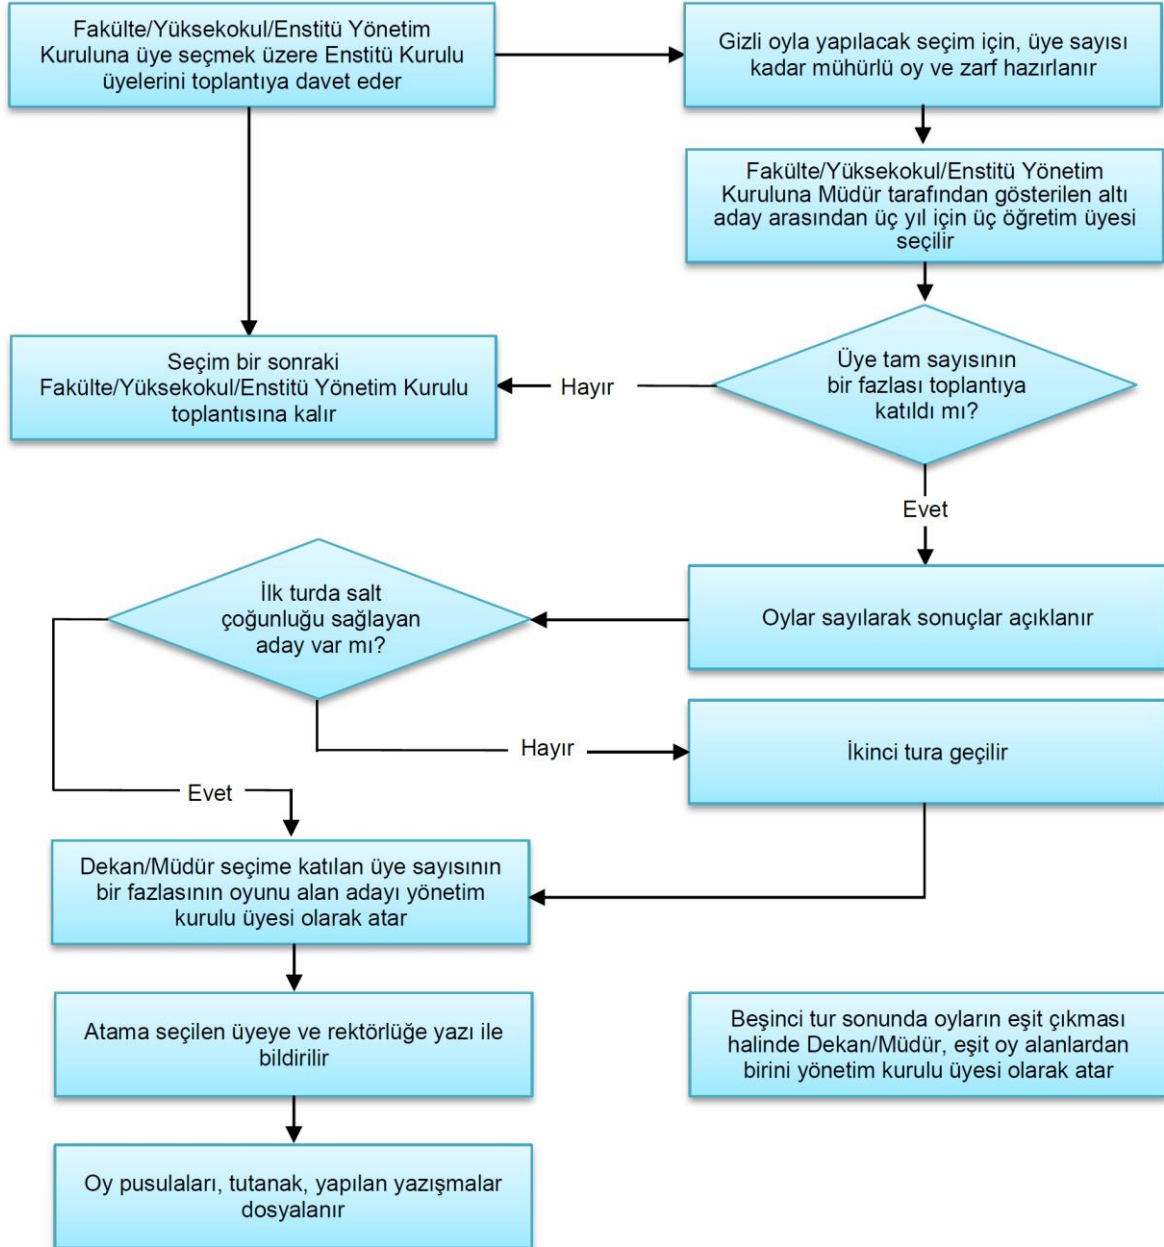 Fakülte/Yüksekokul/Enstitü Yönetim
Kuruluna üye seçmek üzere Enstitü Kurulu
üyelerini toplantıya davet eder
Gizli oyla yapılacak seçim için, üye sayısı
kadar mühürlü oy ve zarf hazırlanır
Fakülte/Yüksekokul/Enstitü Yönetim
Kuruluna Müdür tarafından gösterilen altı
aday arasından üç yıl için üç öğretim üyesi
seçilir
Seçim bir sonraki
Fakülte/Yüksekokul/Enstitü Yönetim Kurulu
toplantısına kalır
Hayır
Üye tam sayısının
bir fazlası toplantıya
katıldı mı?
Evet
İlk turda salt
çoğunluğu sağlayan
aday var mı?
Oylar sayılarak sonuçlar açıklanır
Hayır
İkinci tura geçilir
Evet
Dekan/Müdür seçime katılan üye sayısının
bir fazlasının oyunu alan adayı yönetim
kurulu üyesi olarak atar
Atama seçilen üyeye ve rektörlüğe yazı ile
bildirilir
Beşinci tur sonunda oyların eşit çıkması
halinde Dekan/Müdür, eşit oy alanlardan
birini yönetim kurulu üyesi olarak atar
Oy pusulaları, tutanak, yapılan yazışmalar
dosyalanır